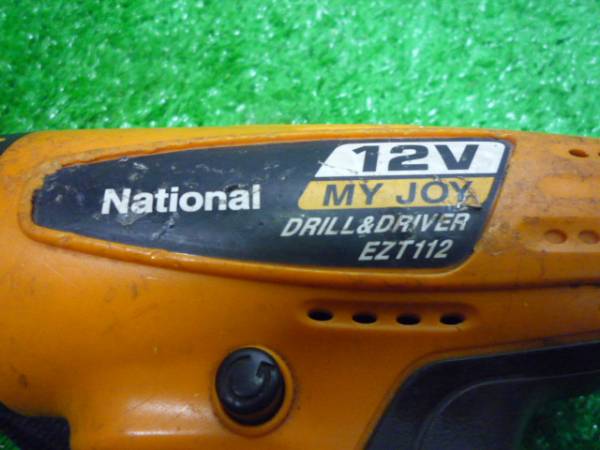 National
12V
MY JOY
DRILL&DRIVER
EZT112